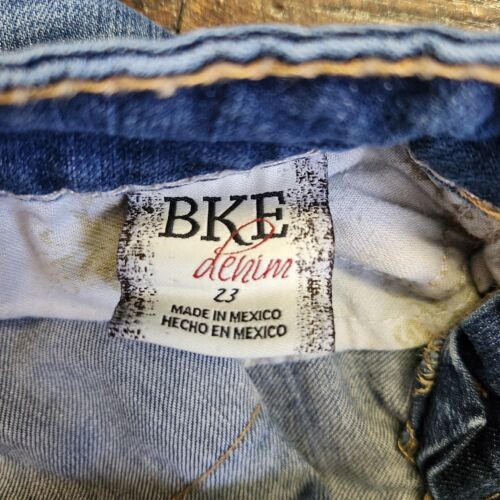 BKE
denim
23
MADE IN MEXICO
HECHO EN MEXICO